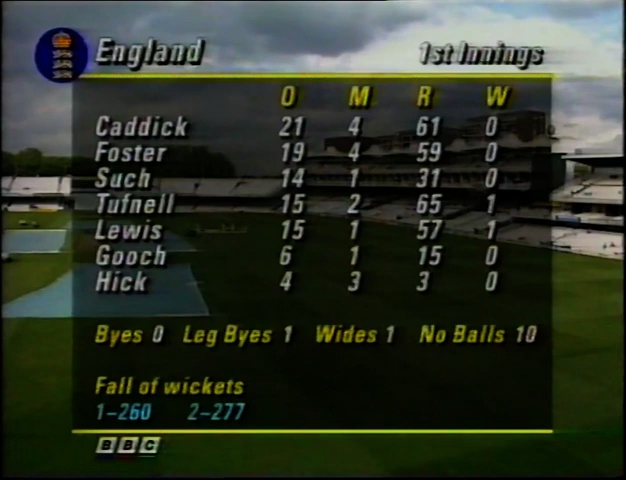 England 1st Innings
O M R W
Caddick 21 4 61 0
Foster 19 4 59 0
Such 14 1 31 0
Tufnell 15 2 65 1
Lewis 15 1 57 1
Gooch 6 1 15 0
Hick 4 3 3 0
Byes 0 Leg Byes 1 Wides 1 No Balls 10
Fall of wickets
1-260 2-277
BBC